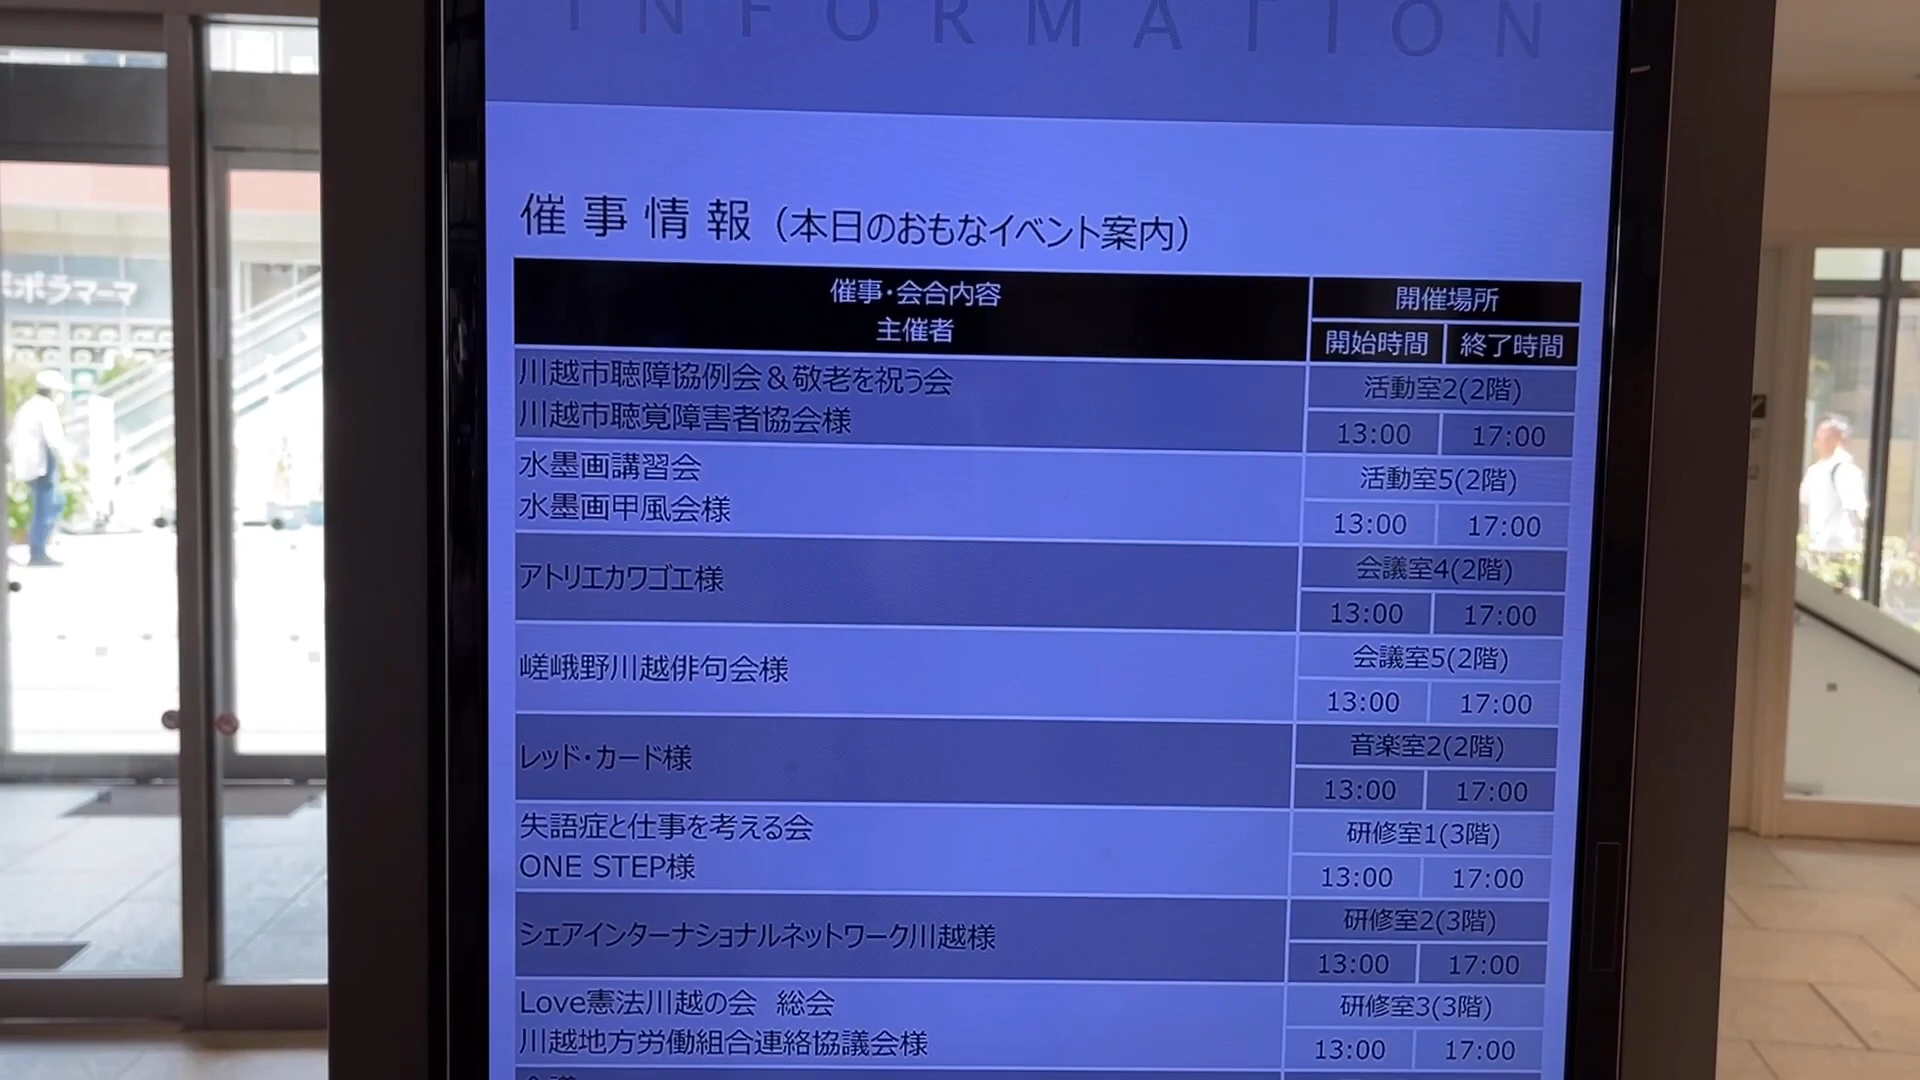 INFORMATION
催事情報（本日のおもなイベント案内）
催事・会合内容
主催者
開催場所
開始時間 終了時間
川越市聴障協例会＆敬老を祝う会
川越市聴覚障害者協会様
活動室2(2階)
13:00 17:00
水墨画講習会
水墨画甲風会様
活動室5(2階)
13:00 17:00
アトリエカワゴエ様
会議室4(2階)
13:00 17:00
嵯峨野川越俳句会様
会議室5(2階)
13:00 17:00
レッド・カード様
音楽室2(2階)
13:00 17:00
失語症と仕事を考える会
ONE STEP様
研修室1(3階)
13:00 17:00
シェアインターナショナルネットワーク川越様
研修室2(3階)
13:00 17:00
Love憲法川越の会　総会
川越地方労働組合連絡協議会様
研修室3(3階)
13:00 17:00
ポポラマーマ